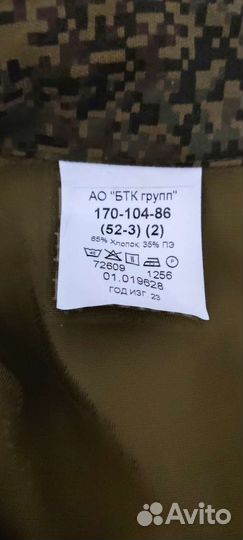 АО "БТК групп"
170-104-86
(52-3) (2)
65% Хлопок 35% ПЭ
72609 1256
01.019628
ГОД ИЗГ. 23
Avito